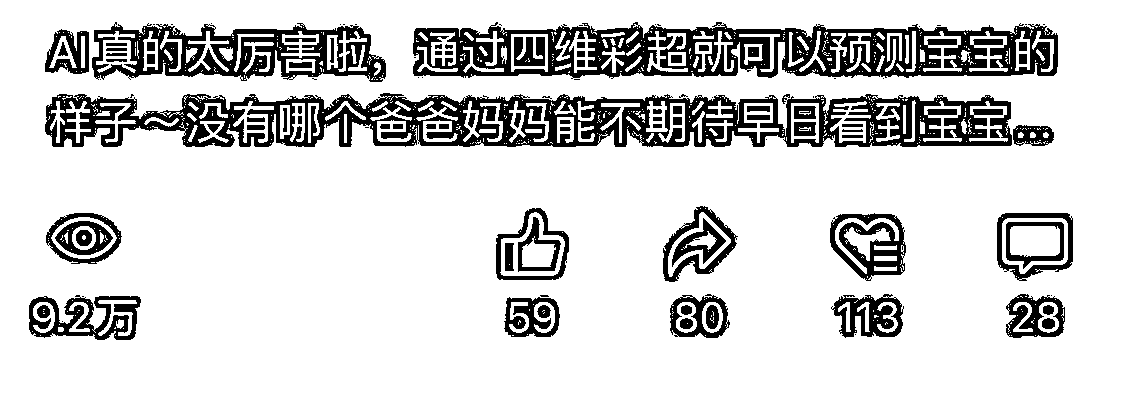 AI真的太厉害啦，通过四维彩超就可以预测宝宝的
样子～没有哪个爸爸妈妈能不期待早日看到宝宝...
9.2万 59 80 113 28